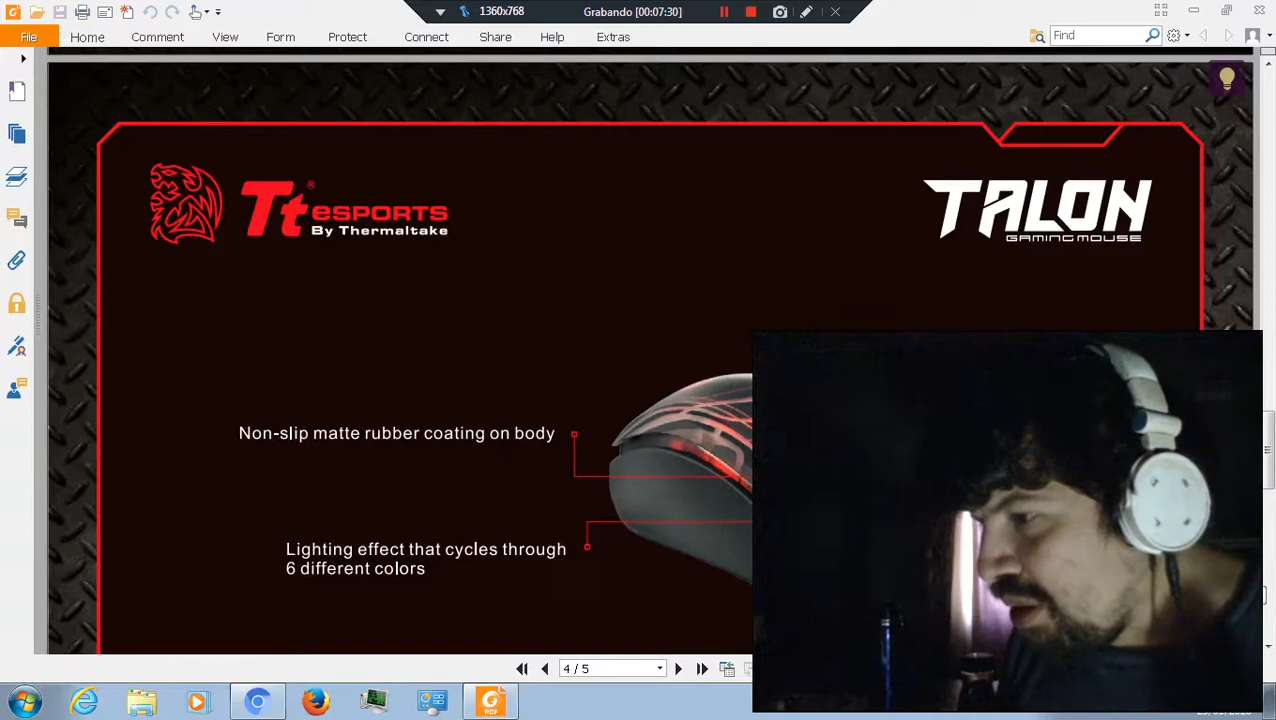 1360x768
Grabando [00:07:30]
File
Home
Comment
View
Form
Protect
Connect
Share
Help
Extras
Find
Tt esports®
By Thermaltake
TALON
GAMING MOUSE
Non-slip matte rubber coating on body
Lighting effect that cycles through
6 different colors
4 / 5
PDF